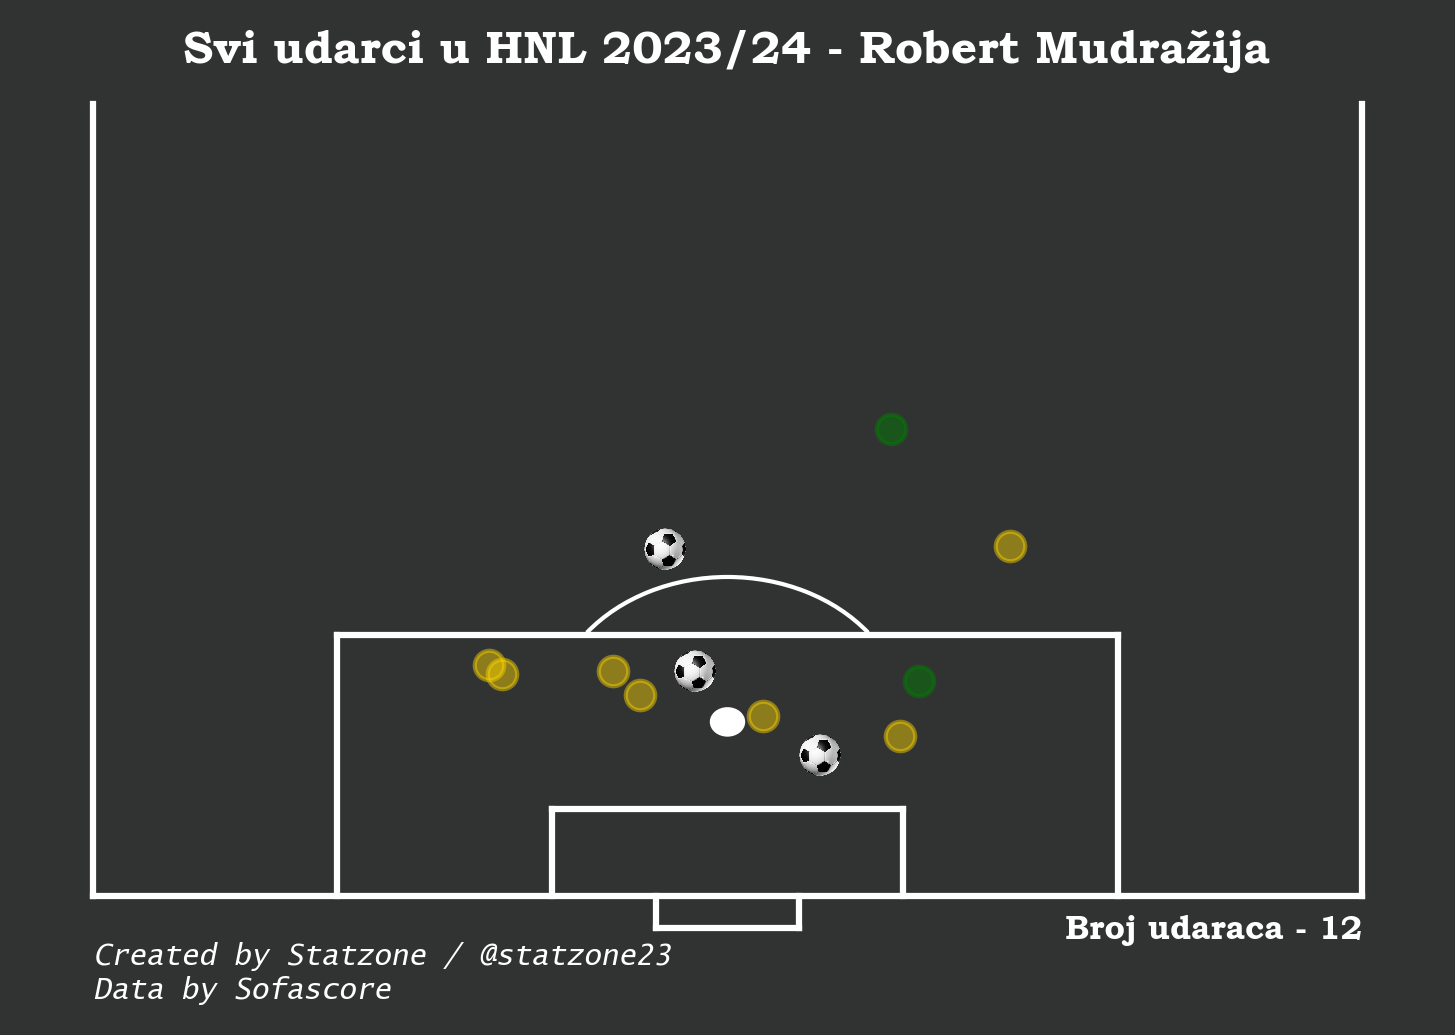 Svi udarci u HNL 2023/24 - Robert Mudražija
Broj udaraca - 12
Created by Statzone / @statzone23
Data by Sofascore